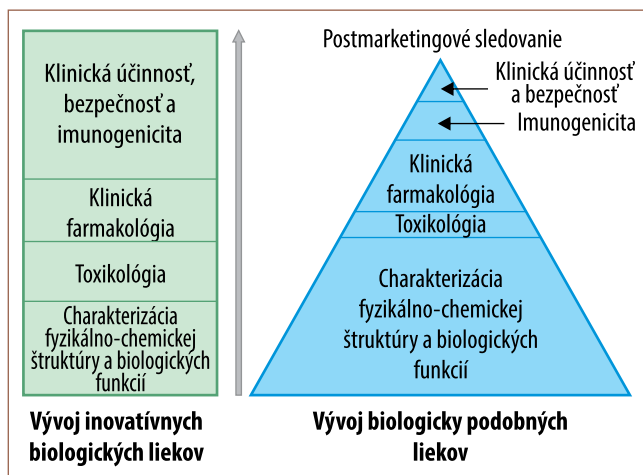 Klinická účinnosť,
bezpečnosť a
imunogenicita
Klinická
farmakológia
Toxikológia
Charakterizácia
fyzikálno-chemickej
štruktúry a biologických
funkcií
Vývoj inovatívnych
biologických liekov
Postmarketingové sledovanie
Klinická účinnosť
a bezpečnosť
Imunogenicita
Klinická
farmakológia
Toxikológia
Charakterizácia
fyzikálno-chemickej
štruktúry a biologických
funkcií
Vývoj biologicky podobných
liekov